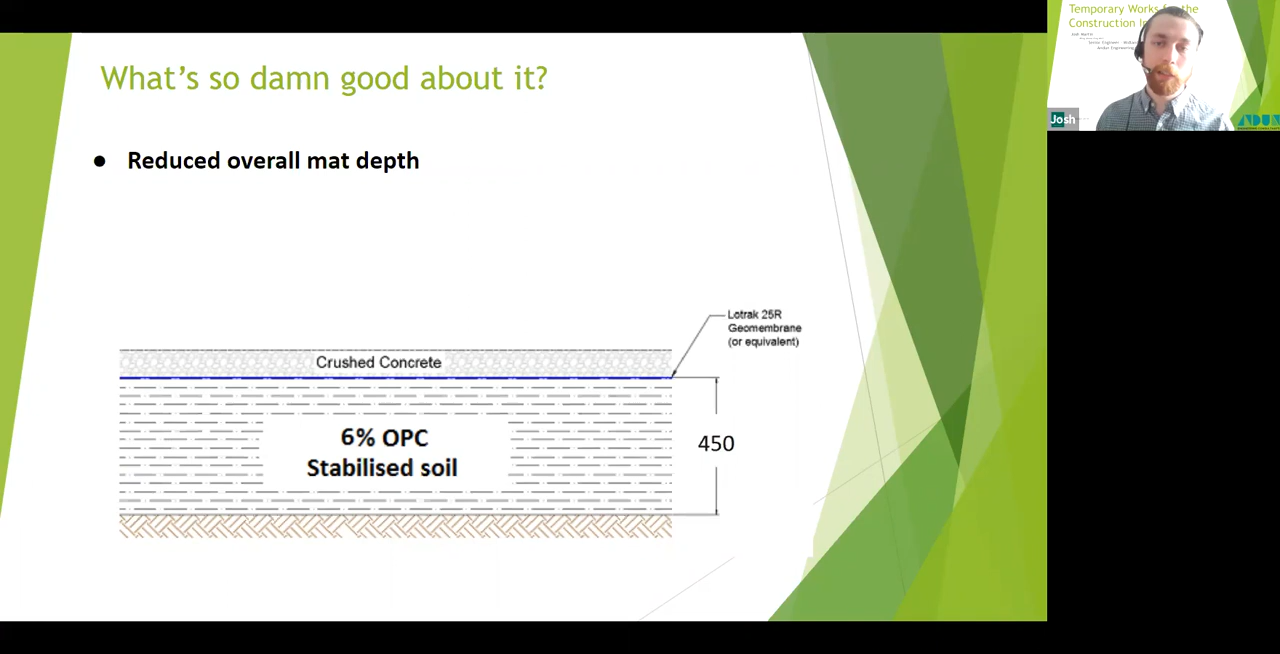 What's so damn good about it?
● Reduced overall mat depth
Lotrak 25R
Geomembrane
(or equivalent)
Crushed Concrete
450
6% OPC
Stabilised soil
Temporary Works for the
Construction
Josh